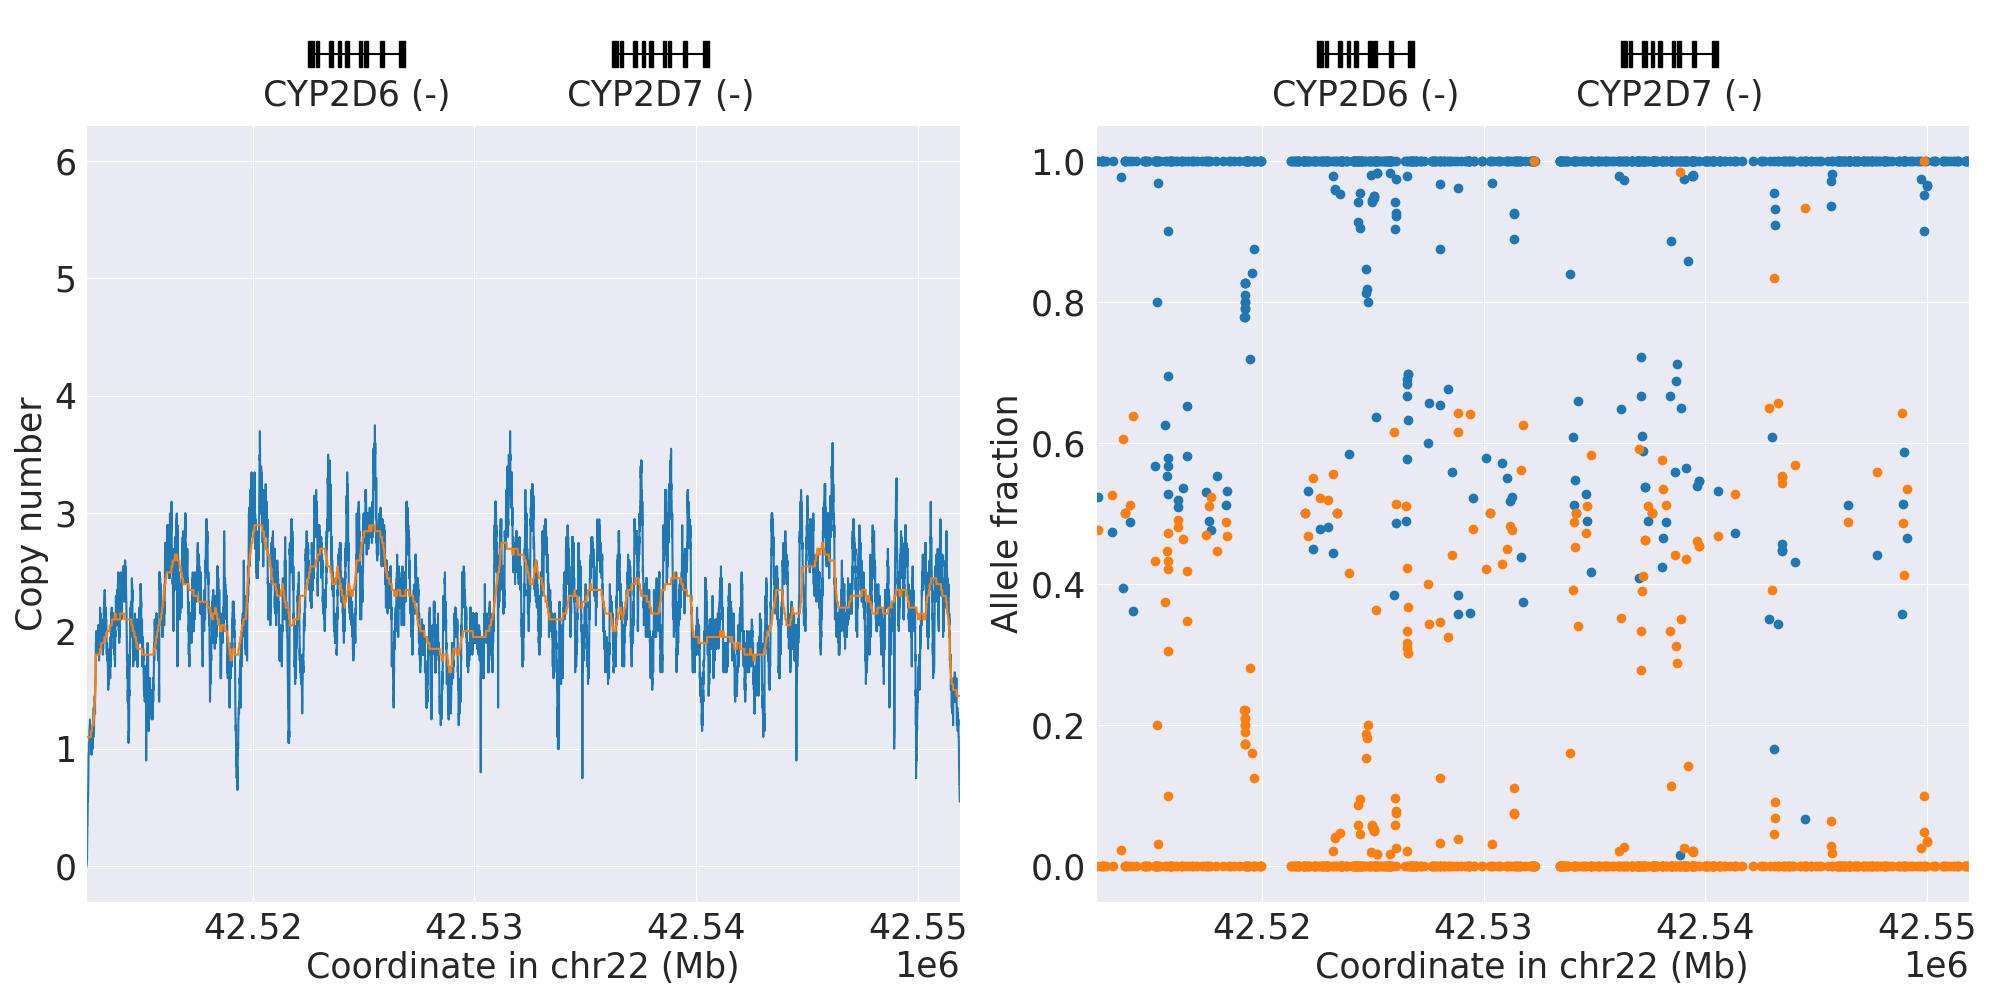 CYP2D6 (-)
CYP2D7 (-)
6
5
4
3
2
1
0
Copy number
42.52
42.53
42.54
42.55
Coordinate in chr22 (Mb)
1e6
CYP2D6 (-)
CYP2D7 (-)
1.0
0.8
0.6
0.4
0.2
0.0
Allele fraction
42.52
42.53
42.54
42.55
Coordinate in chr22 (Mb)
1e6